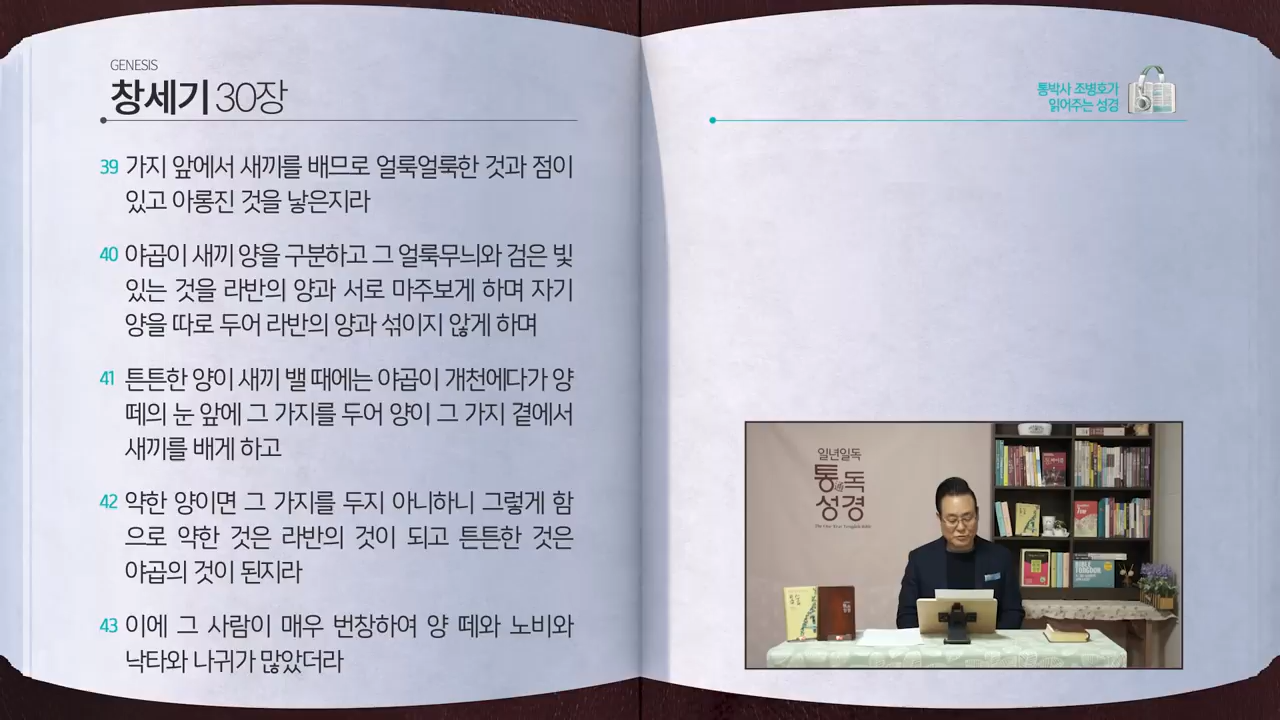 GENESIS
창세기 30장
39 가지 앞에서 새끼를 배므로 얼룩얼룩한 것과 점이
있고 아롱진 것을 낳은지라
40 야곱이 새끼 양을 구분하고 그 얼룩무늬와 검은 빛
있는 것을 라반의 양과 서로 마주보게 하며 자기
양을 따로 두어 라반의 양과 섞이지 않게 하며
41 튼튼한 양이 새끼 밸 때에는 야곱이 개천에다가 양
떼의 눈 앞에 그 가지를 두어 양이 그 가지 곁에서
새끼를 배게 하고
42 약한 양이면 그 가지를 두지 아니하니 그렇게 함
으로 약한 것은 라반의 것이 되고 튼튼한 것은
야곱의 것이 된지라
43 이에 그 사람이 매우 번창하여 양 떼와 노비와
낙타와 나귀가 많았더라
통박사 조병호가
읽어주는 성경
일년일독
통독
성경
The One Year Tongdok Bible
BIBLE
TONGDOK